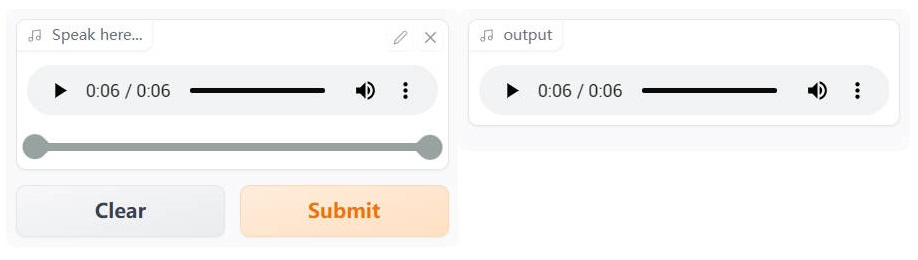 Speak here...
0:06 / 0:06
Clear
Submit
output
0:06 / 0:06